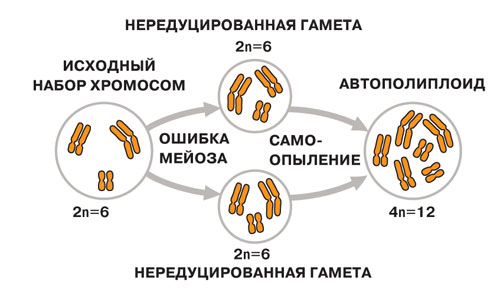 НЕРЕДУЦИРОВАННАЯ ГАМЕТА
2n=6
ИСХОДНЫЙ
НАБОР ХРОМОСОМ
АВТОПОЛИПЛОИД
ОШИБКА
МЕЙОЗА
САМО-
ОПЫЛЕНИЕ
2n=6
4n=12
2n=6
НЕРЕДУЦИРОВАННАЯ ГАМЕТА